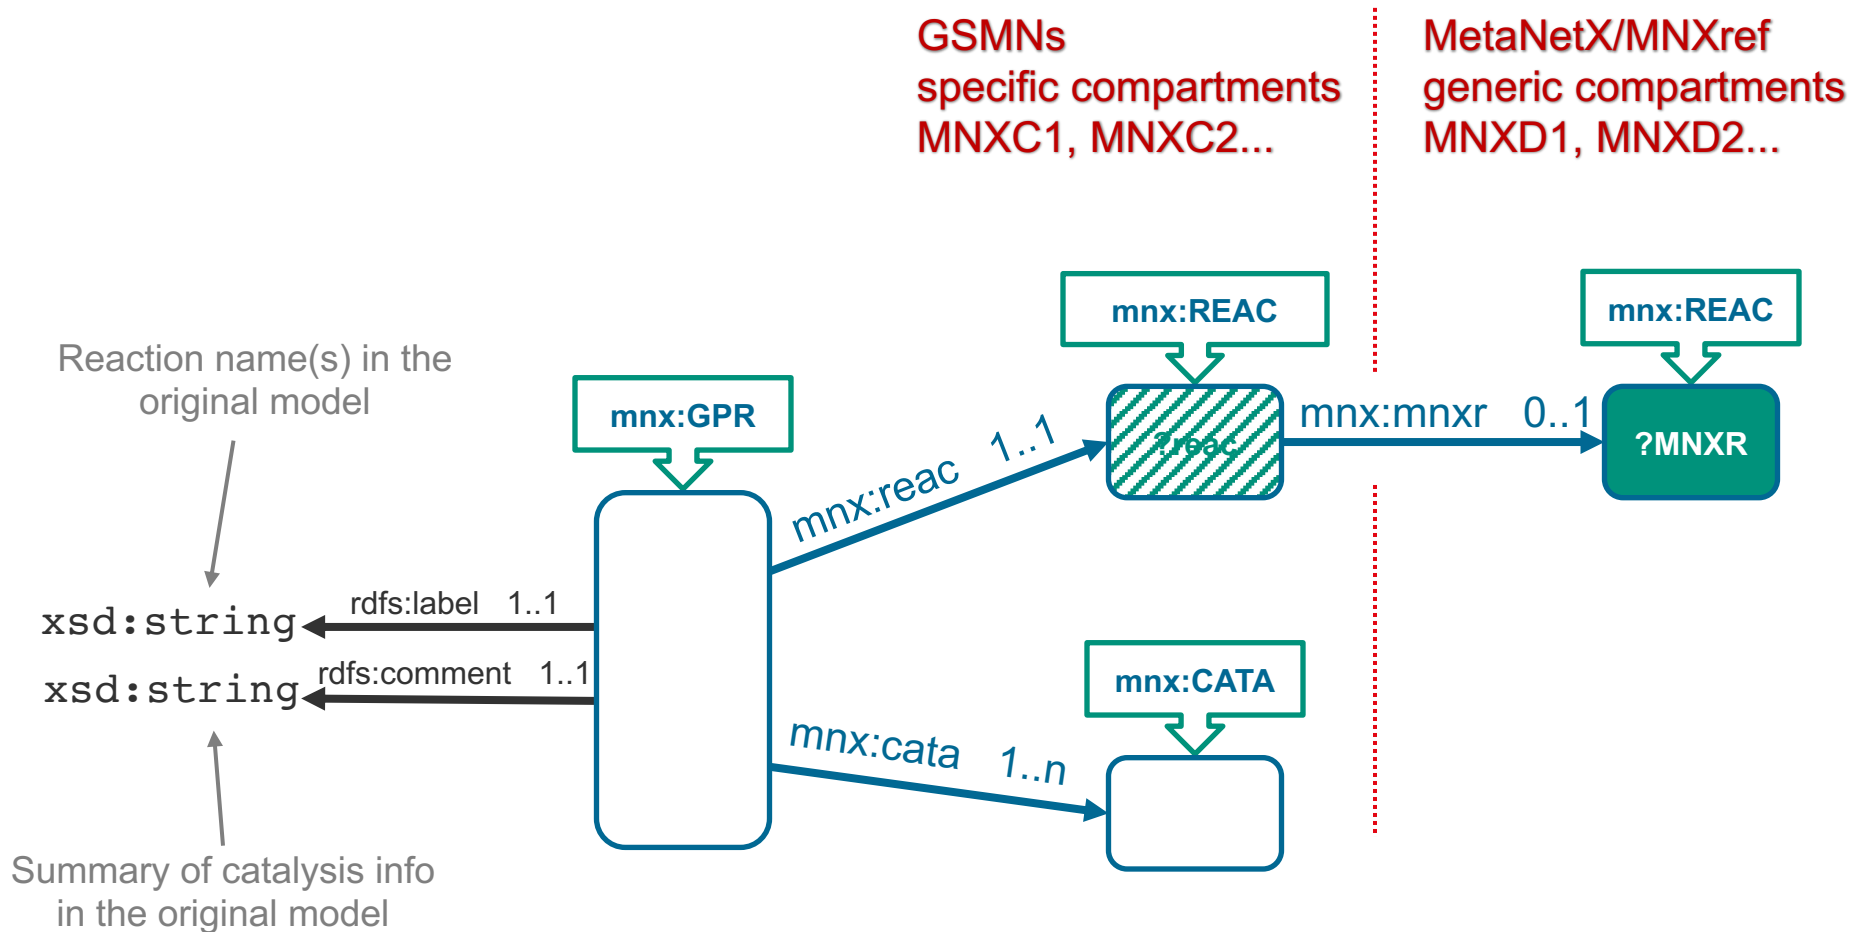 GSMNs
specific compartments
MNXC1, MNXC2...
MetaNetX/MNXref
generic compartments
MNXD1, MNXD2...
mnx:REAC
mnx:REAC
Reaction name(s) in the
original model
mnx:GPR
?reac
mnx:mnxr 0..1
?MNXR
mnx:reac 1..1
xsd:string
rdfs:label 1..1
xsd:string
rdfs:comment 1..1
mnx:CATA
mnx:cata 1..n
Summary of catalysis info
in the original model